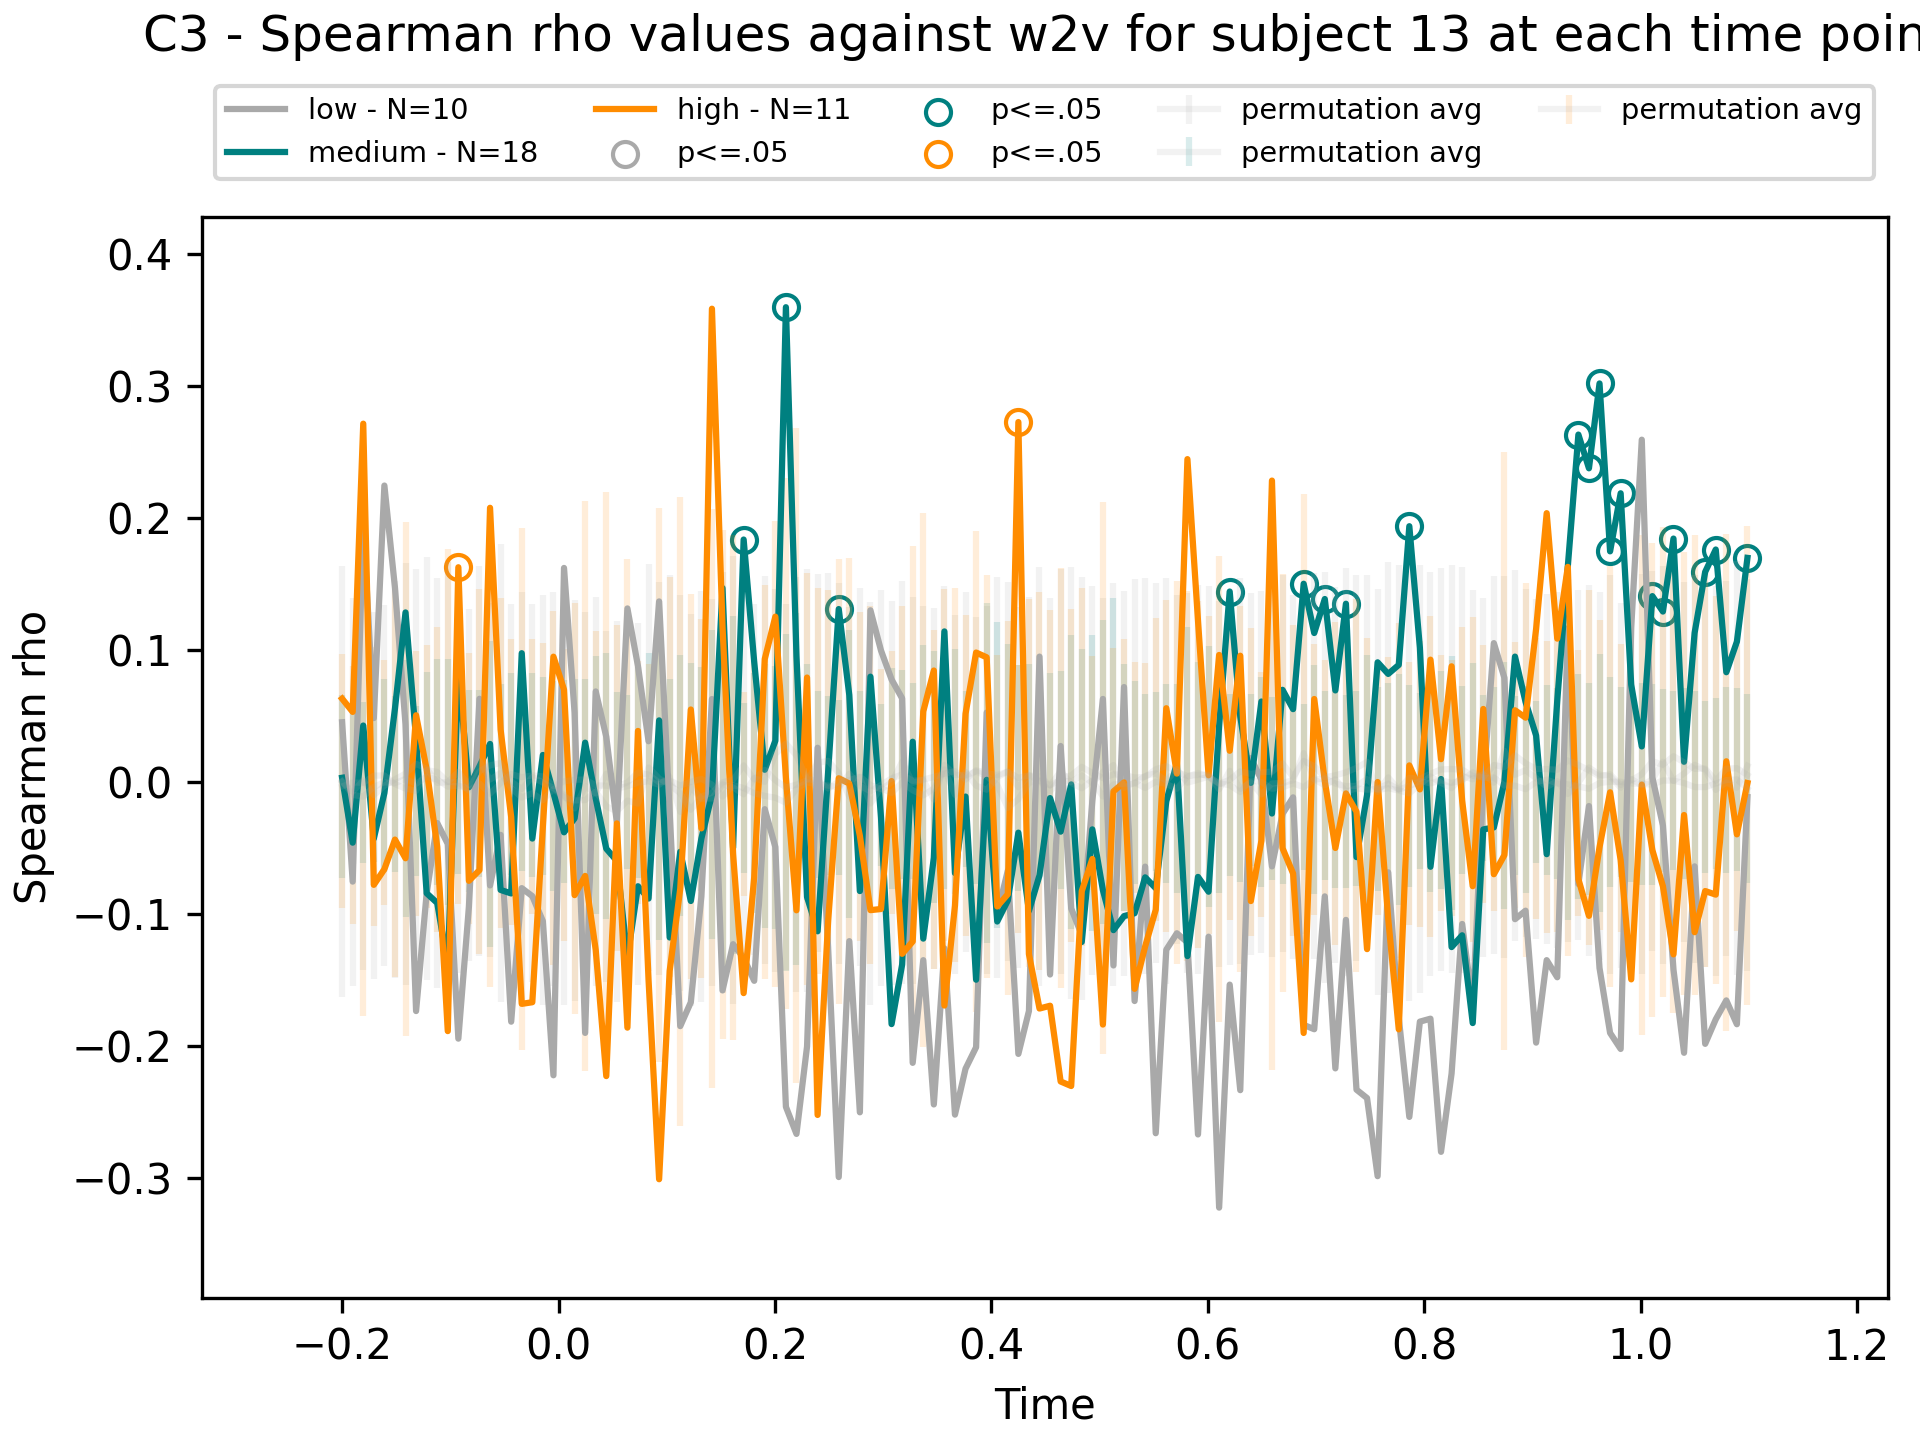 C3 - Spearman rho values against w2v for subject 13 at each time poin
low - N=10 high - N=11 p<=.05 permutation avg permutation avg
medium - N=18 p<=.05 p<=.05 permutation avg
0.4
0.3
0.2
0.1
0.0
−0.1
−0.2
−0.3
Spearman rho
−0.2 0.0 0.2 0.4 0.6 0.8 1.0 1.2
Time